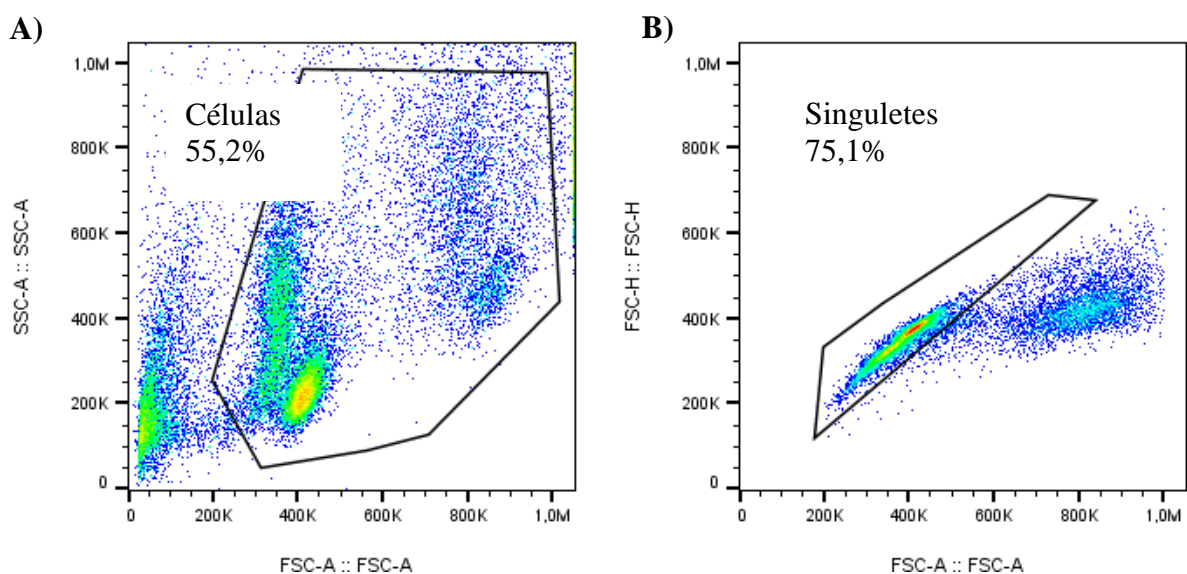 A)
1,0M
800K
600K
400K
200K
0
SSC-A :: SSC-A
Células
55,2%
0
200K
400K
600K
800K
1,0M
FSC-A :: FSC-A
B)
1,0M
800K
600K
400K
200K
0
FSC-H :: FSC-H
Singuletes
75,1%
0
200K
400K
600K
800K
1,0M
FSC-A :: FSC-A